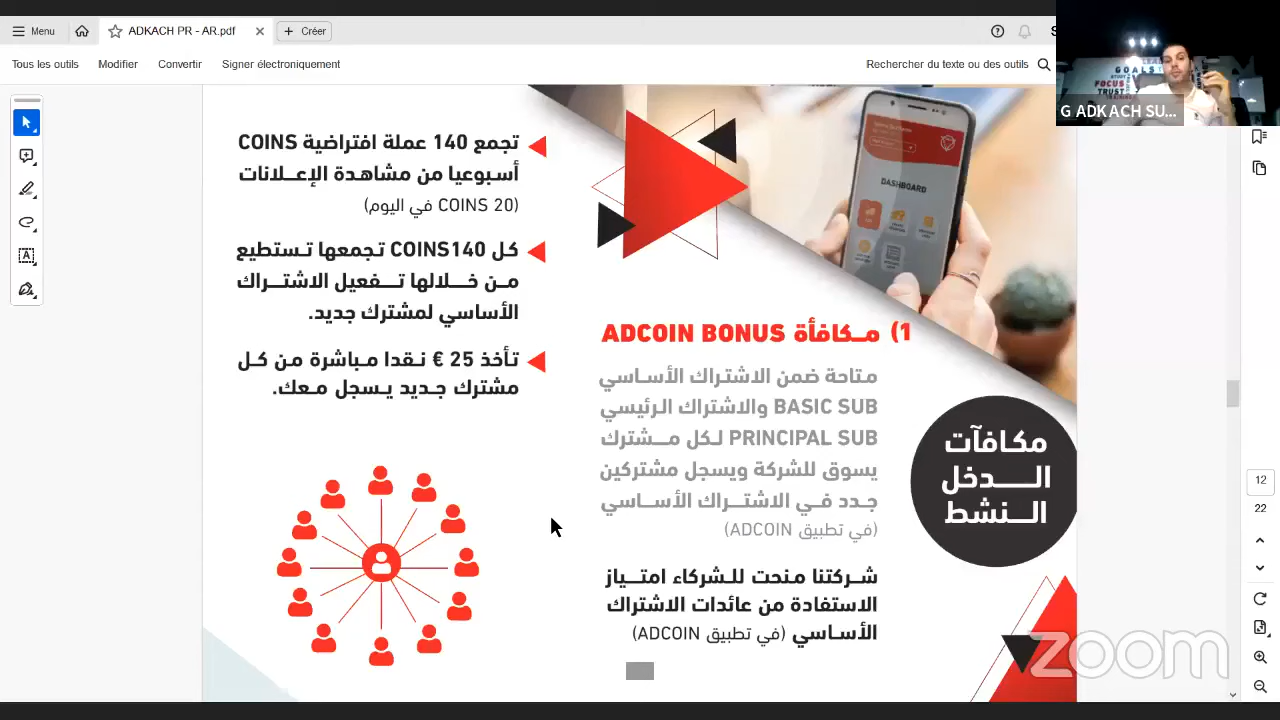 Menu
ADKACH PR - AR.pdf
Créer
Tous les outils
Modifier
Convertir
Signer électroniquement
Rechercher du texte ou des outils
GOALS
FOCUS
TRUST
G ADKACH SU...
DASHBOARD
1) مـكافأة ADCOIN BONUS
متاحة ضمن الاشتراك الأساسي
BASIC SUB والاشتراك الرئيسي
PRINCIPAL SUB لكل مشترك
يسوق للشركة ويسجل مشتركين
جدد في الاشتراك الأساسي
(في تطبيق ADCOIN)
شركتنا منحت للشركاء امتياز
الاستفادة من عائدات الاشتراك
الأساسي (في تطبيق ADCOIN)
مكافآت
الدخل
النشط
تجمع 140 عملة افتراضية COINS
أسبوعيا من مشاهدة الإعلانات
(20 COINS في اليوم)
كل COINS140 تجمعها تستطيع
من خلالها تفعيل الاشتراك
الأساسي لمشترك جديد.
تأخذ 25 € نقدا مباشرة من كل
مشترك جديد يسجل معك.
12
22
zoom